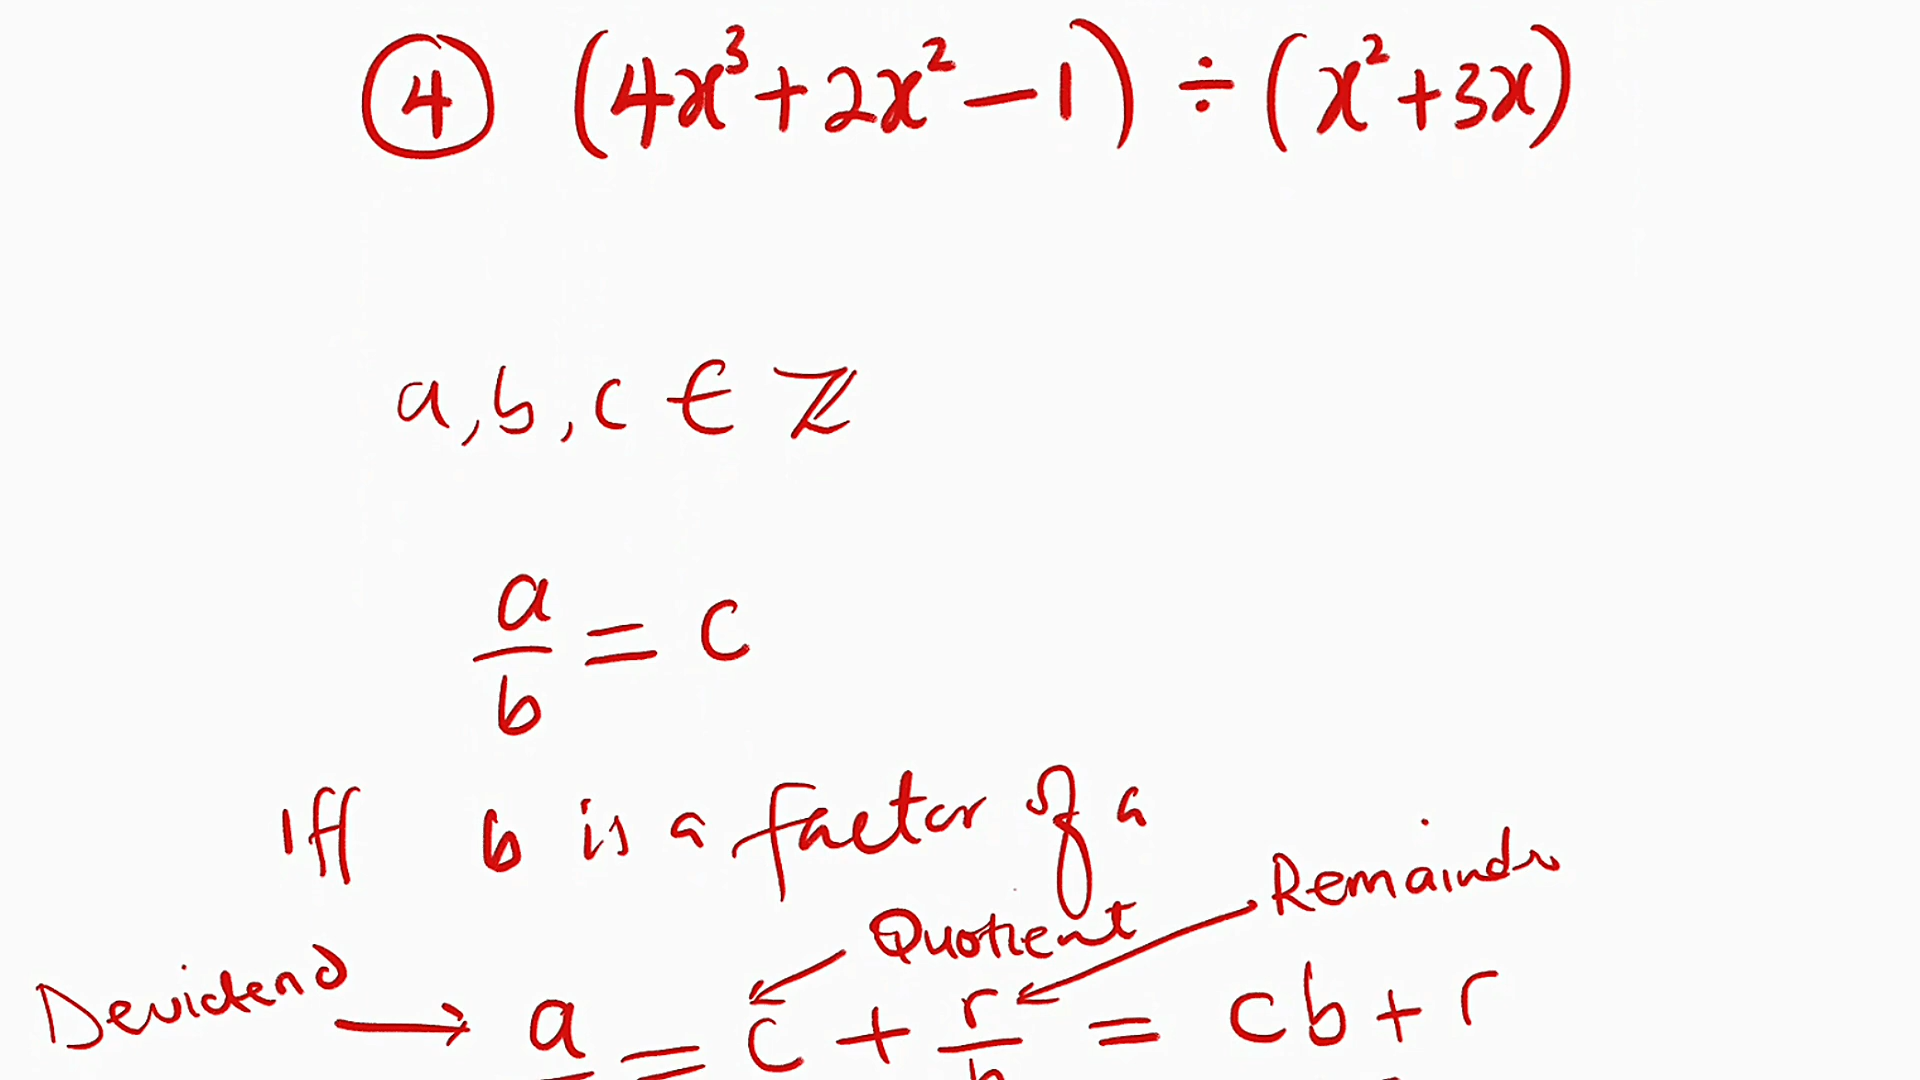 ④ (4x³+2x²−1) ÷ (x²+3x)
a, b, c ∈ ℤ
a/b = c
Iff b is a factor of a
Remainder
Quotient
Devidend → a/ = c + r/b = cb + r